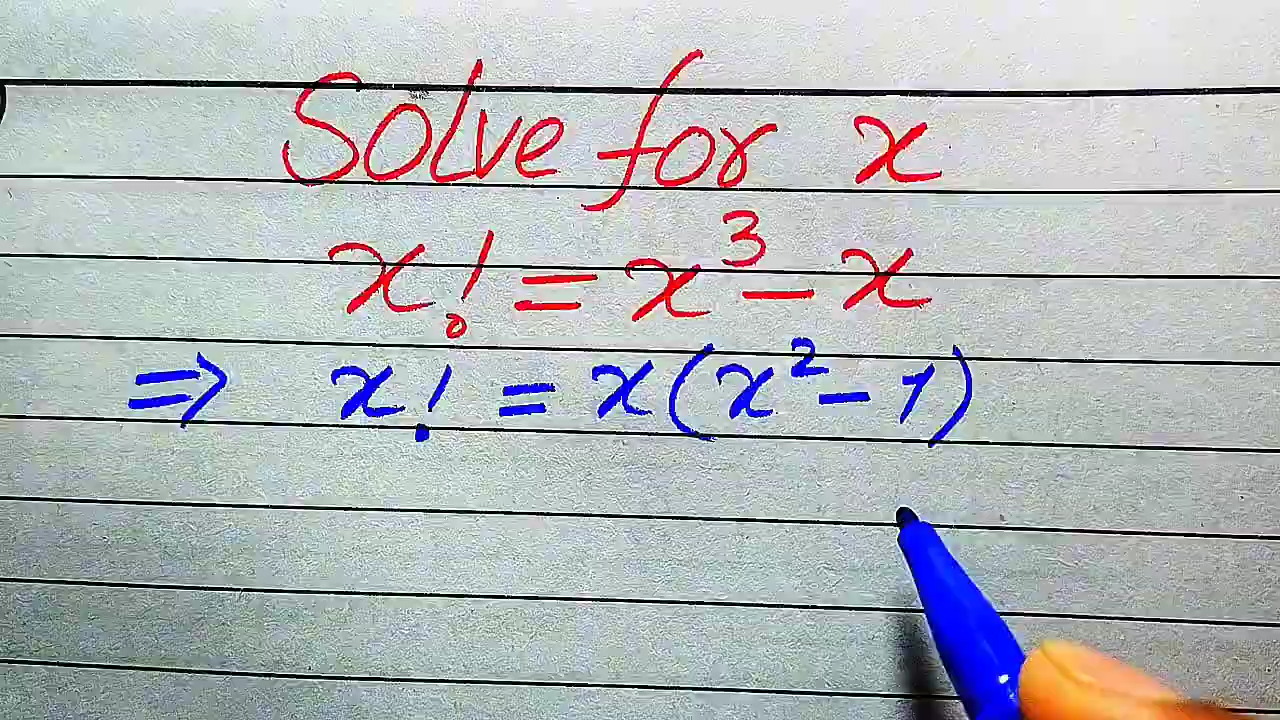 Solve for x
x! = x³ - x
⇒ x! = x(x² - 1)